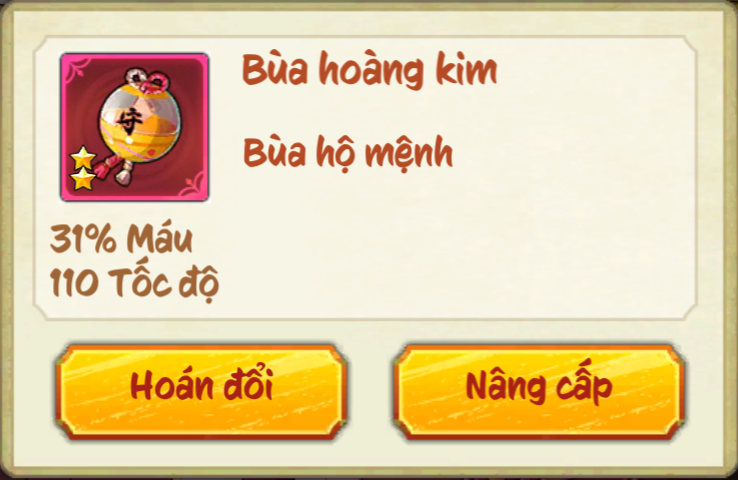 Bùa hoàng kim
守
Bùa hộ mệnh
31% Máu
110 Tốc độ
Hoán đổi
Nâng cấp